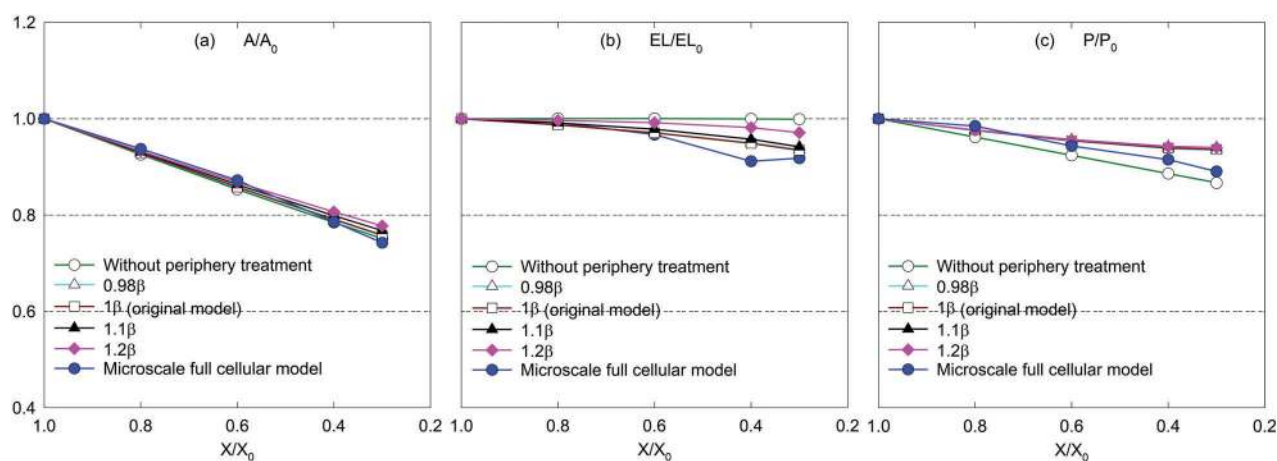 (a) A/A₀
(b) EL/EL₀
(c) P/P₀
1.2
1.0
0.8
0.6
0.4
Without periphery treatment
0.98β
1β (original model)
1.1β
1.2β
Microscale full cellular model
Without periphery treatment
0.98β
1β (original model)
1.1β
1.2β
Microscale full cellular model
Without periphery treatment
0.98β
1β (original model)
1.1β
1.2β
Microscale full cellular model
1.0 0.8 0.6 0.4 0.2
1.0 0.8 0.6 0.4 0.2
1.0 0.8 0.6 0.4 0.2
X/X₀
X/X₀
X/X₀